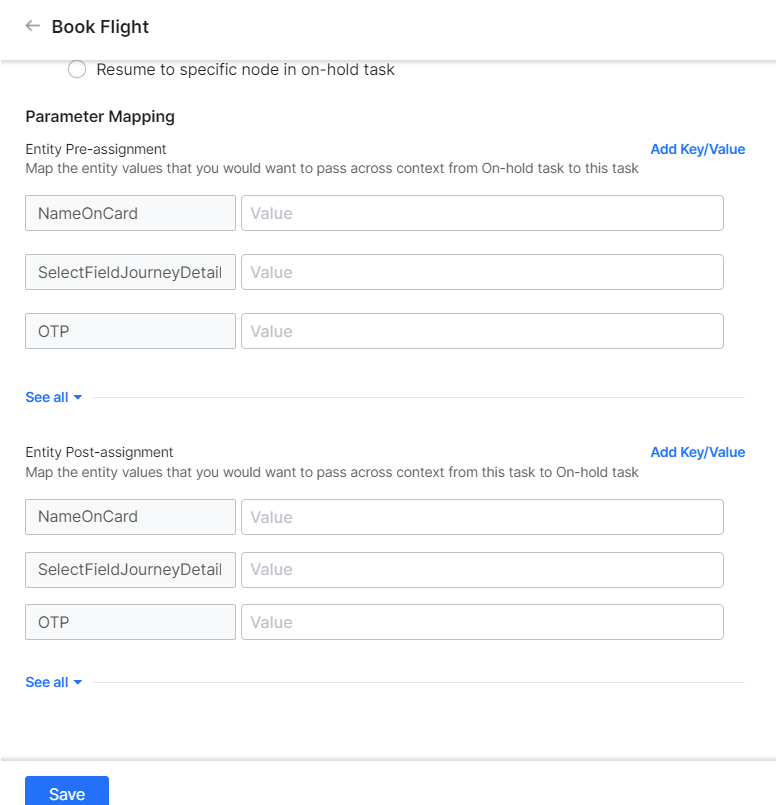 Book Flight
Resume to specific node in on-hold task
Parameter Mapping
Entity Pre-assignment
Add Key/Value
Map the entity values that you would want to pass across context from On-hold task to this task
NameOnCard
Value
SelectFieldJourneyDetail
Value
OTP
Value
See all
Entity Post-assignment
Add Key/Value
Map the entity values that you would want to pass across context from this task to On-hold task
NameOnCard
Value
SelectFieldJourneyDetail
Value
OTP
Value
See all
Save